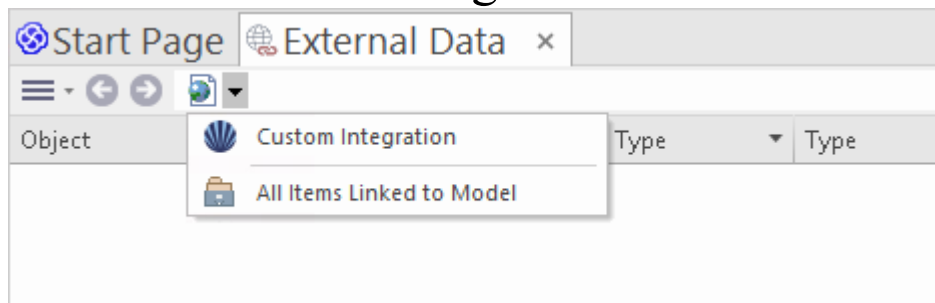 Start Page External Data ×
Object Type Type
Custom Integration
All Items Linked to Model